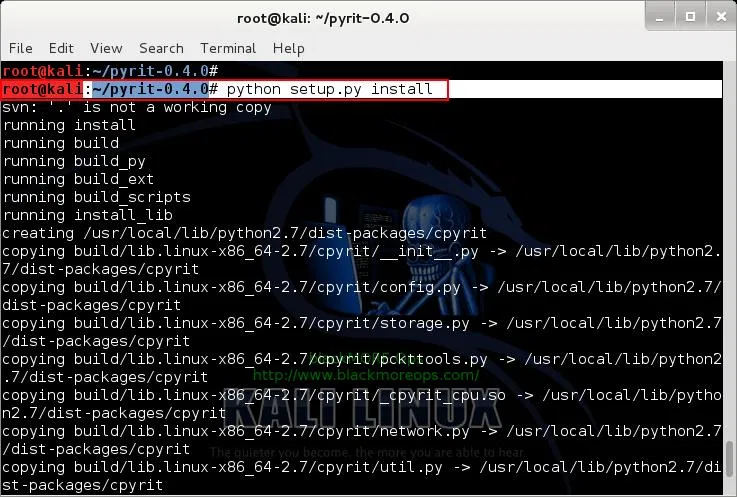 root@kali: ~/pyrit-0.4.0
File Edit View Search Terminal Help
root@kali:~/pyrit-0.4.0#
root@kali:~/pyrit-0.4.0# python setup.py install
svn: '.' is not a working copy
running install
running build
running build_py
running build_ext
running build_scripts
running install_lib
creating /usr/local/lib/python2.7/dist-packages/cpyrit
copying build/lib.linux-x86_64-2.7/cpyrit/__init__.py -> /usr/local/lib/python2.
7/dist-packages/cpyrit
copying build/lib.linux-x86_64-2.7/cpyrit/config.py -> /usr/local/lib/python2.7/
dist-packages/cpyrit
copying build/lib.linux-x86_64-2.7/cpyrit/storage.py -> /usr/local/lib/python2.7
/dist-packages/cpyrit
copying build/lib.linux-x86_64-2.7/cpyrit/pckttools.py -> /usr/local/lib/python2
.7/dist-packages/cpyrit
http://www.blackmoreops.com/
copying build/lib.linux-x86_64-2.7/cpyrit/_cpyrit_cpu.so -> /usr/local/lib/pytho
n2.7/dist-packages/cpyrit
KALI LINUX
copying build/lib.linux-x86_64-2.7/cpyrit/network.py -> /usr/local/lib/python2.7
/dist-packages/cpyrit
The quieter you become, the more you are able to hear.
copying build/lib.linux-x86_64-2.7/cpyrit/util.py -> /usr/local/lib/python2.7/di
st-packages/cpyrit